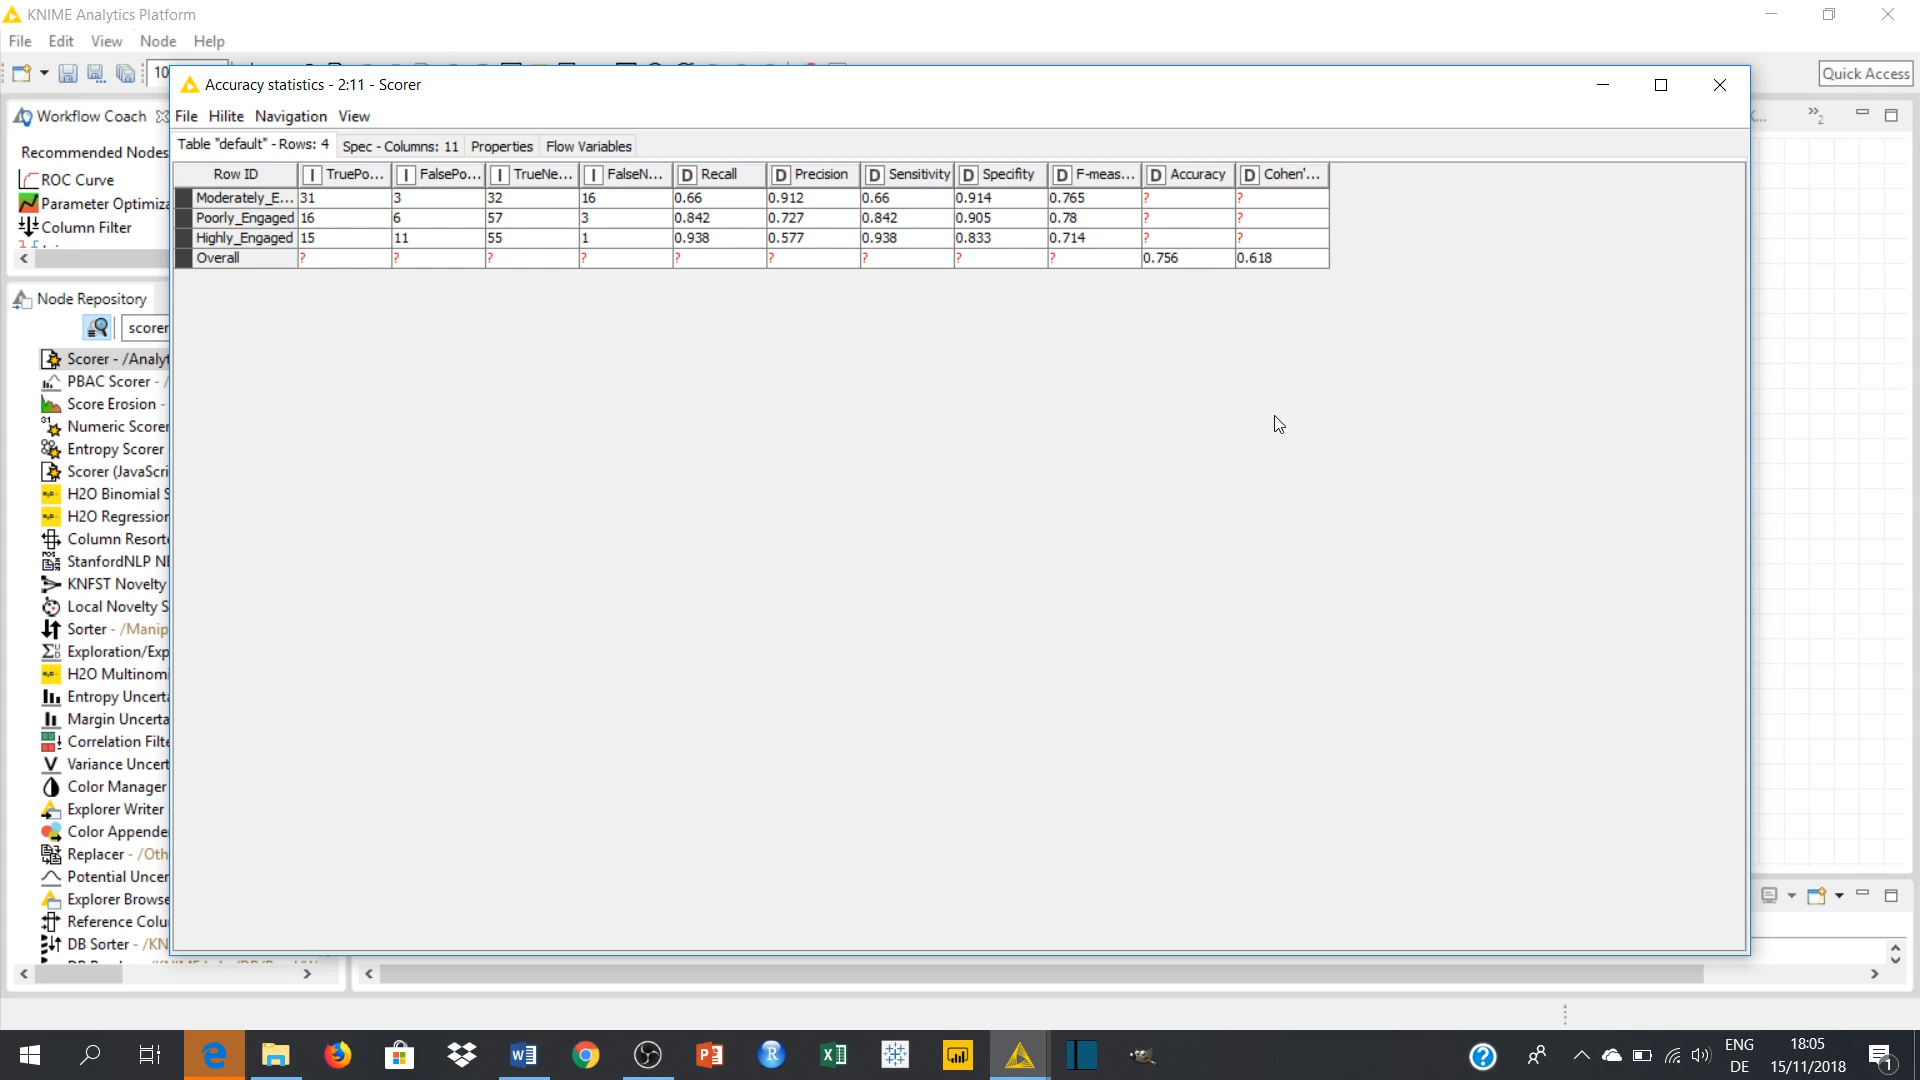 KNIME Analytics Platform
File Edit View Node Help
10
Quick Access
Accuracy statistics - 2:11 - Scorer
File Hilite Navigation View
Table "default" - Rows: 4 Spec - Columns: 11 Properties Flow Variables
Row ID I TruePo... I FalsePo... I TrueNe... I FalseN... D Recall D Precision D Sensitivity D Specifity D F-meas... D Accuracy D Cohen'...
Moderately_E... 31 3 32 16 0.66 0.912 0.66 0.914 0.765 ? ?
Poorly_Engaged 16 6 57 3 0.842 0.727 0.842 0.905 0.78 ? ?
Highly_Engaged 15 11 55 1 0.938 0.577 0.938 0.833 0.714 ? ?
Overall ? ? ? ? ? ? ? ? ? 0.756 0.618
Workflow Coach
Recommended Nodes
ROC Curve
Parameter Optimiza
Column Filter
Node Repository
scorer
Scorer - /Analyt
PBAC Scorer - /
Score Erosion -
Numeric Scorer
Entropy Scorer
Scorer (JavaScri
H2O Binomial S
H2O Regression
Column Resorte
StanfordNLP NE
KNFST Novelty
Local Novelty S
Sorter - /Manip
Exploration/Exp
H2O Multinomi
Entropy Uncerta
Margin Uncerta
Correlation Filte
Variance Uncert
Color Manager
Explorer Writer
Color Appende
Replacer - /Oth
Potential Uncer
Explorer Browse
Reference Colu
DB Sorter - /KN
ENG
DE
18:05
15/11/2018
1